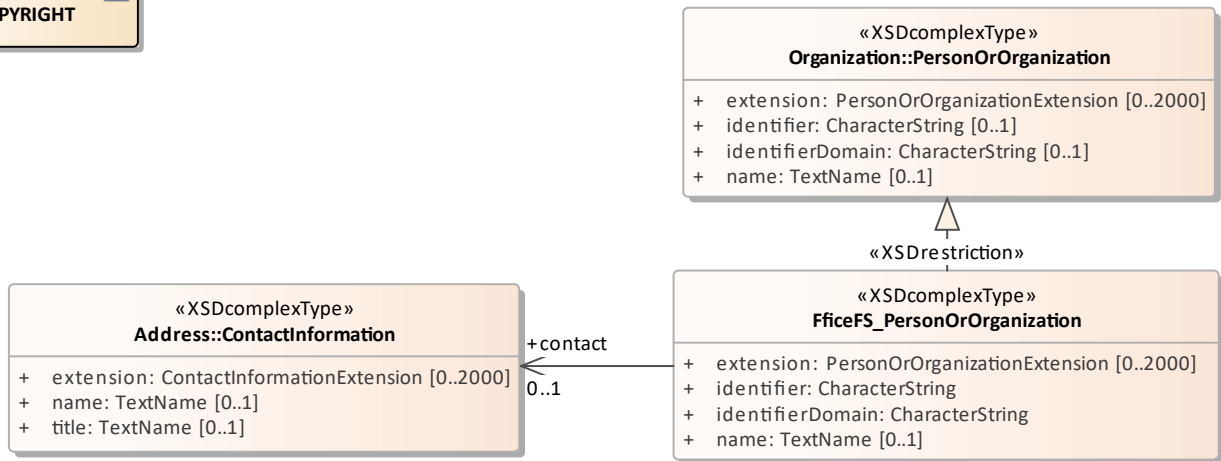 PYRIGHT
«XSDcomplexType»
Organization::PersonOrOrganization
+ extension: PersonOrOrganizationExtension [0..2000]
+ identifier: CharacterString [0..1]
+ identifierDomain: CharacterString [0..1]
+ name: TextName [0..1]
«XSDrestriction»
«XSDcomplexType»
Address::ContactInformation
+ extension: ContactInformationExtension [0..2000]
+ name: TextName [0..1]
+ title: TextName [0..1]
+contact
0..1
«XSDcomplexType»
FficeFS_PersonOrOrganization
+ extension: PersonOrOrganizationExtension [0..2000]
+ identifier: CharacterString
+ identifierDomain: CharacterString
+ name: TextName [0..1]